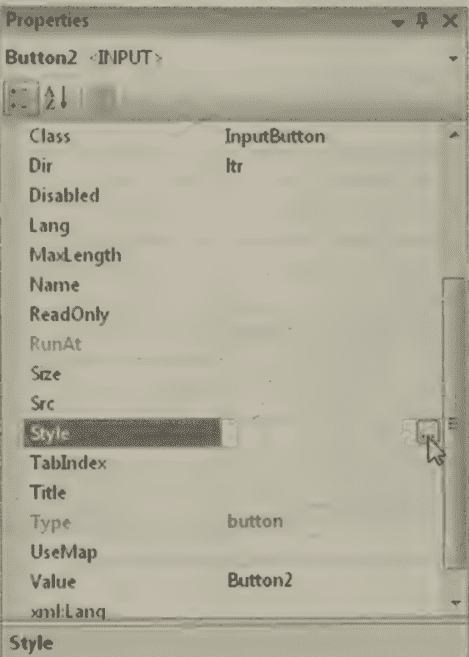 Properties
Button2 <INPUT>
Class InputButton
Dir ltr
Disabled
Lang
MaxLength
Name
ReadOnly
RunAt
Size
Src
Style
TabIndex
Title
Type button
UseMap
Value Button2
xml:Lang
Style